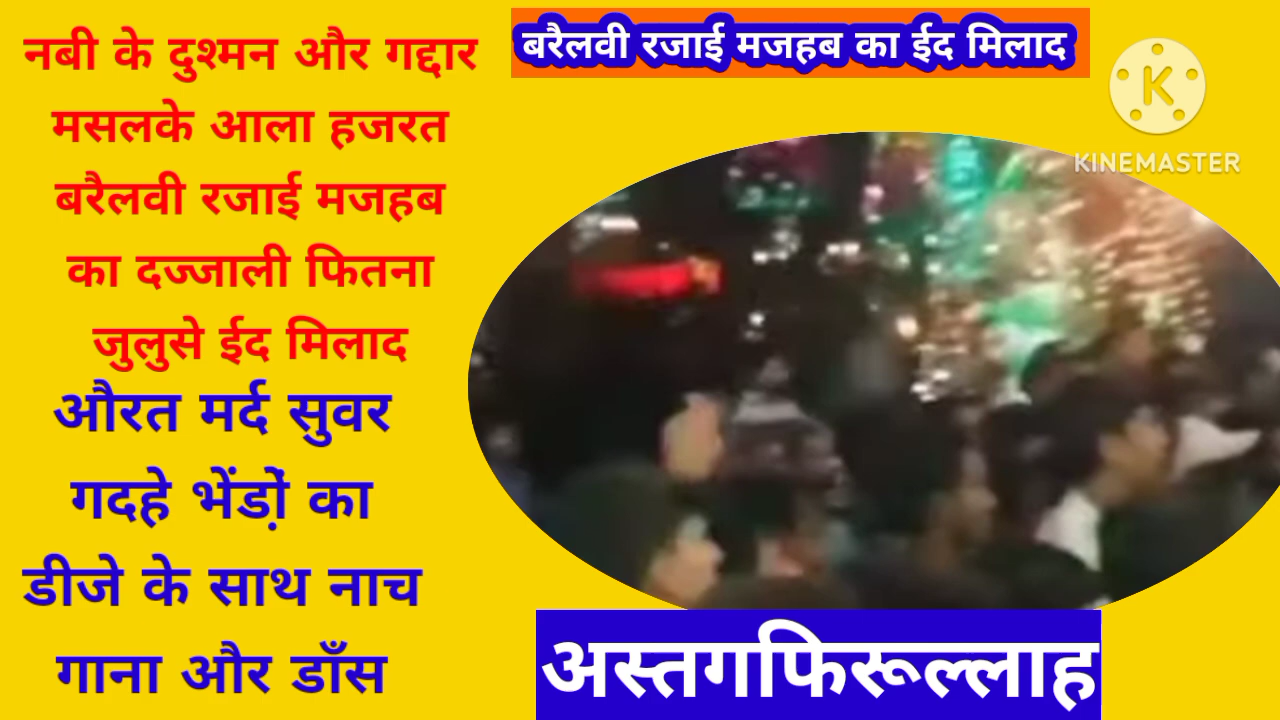 नबी के दुश्मन और गद्दार
मसलके आला हजरत
बरैलवी रजाई मजहब
का दज्जाली फितना
जुलुसे ईद मिलाद
औरत मर्द सुवर
गदहे भेंड़ों का
डीजे के साथ नाच
गाना और डाँस
बरैलवी रजाई मजहब का ईद मिलाद
K
KINEMASTER
अस्तगफिरूल्लाह